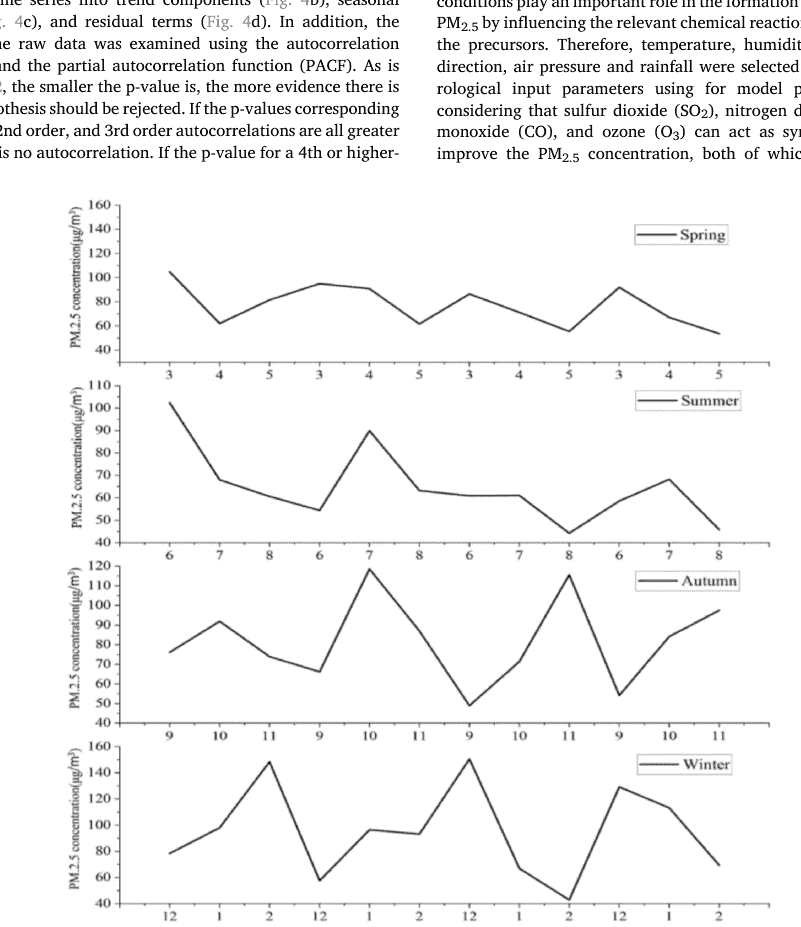 me series into trend components (Fig. 4b), seasonal
4c), and residual terms (Fig. 4d). In addition, the
raw data was examined using the autocorrelation
and the partial autocorrelation function (PACF). As is
, the smaller the p-value is, the more evidence there is
othesis should be rejected. If the p-values corresponding
2nd order, and 3rd order autocorrelations are all greater
is no autocorrelation. If the p-value for a 4th or higher-
conditions play an important role in the formation
PM2.5 by influencing the relevant chemical reaction
the precursors. Therefore, temperature, humidit
direction, air pressure and rainfall were selected
rological input parameters using for model p
considering that sulfur dioxide (SO2), nitrogen d
monoxide (CO), and ozone (O3) can act as sy
improve the PM2.5 concentration, both of whic
PM.2.5 concentration(μg/m³)
160
140
120
100
80
60
40
Spring
3 4 5 3 4 5 3 4 5 3 4 5
PM.2.5 concentration(μg/m³)
110
100
90
80
70
60
50
40
Summer
6 7 8 6 7 8 6 7 8 6 7 8
PM.2.5 concentration(μg/m³)
120
110
100
90
80
70
60
50
40
Autumn
9 10 11 9 10 11 9 10 11 9 10 11
PM.2.5 concentration(μg/m³)
160
140
120
100
80
60
40
Winter
12 1 2 12 1 2 12 1 2 12 1 2